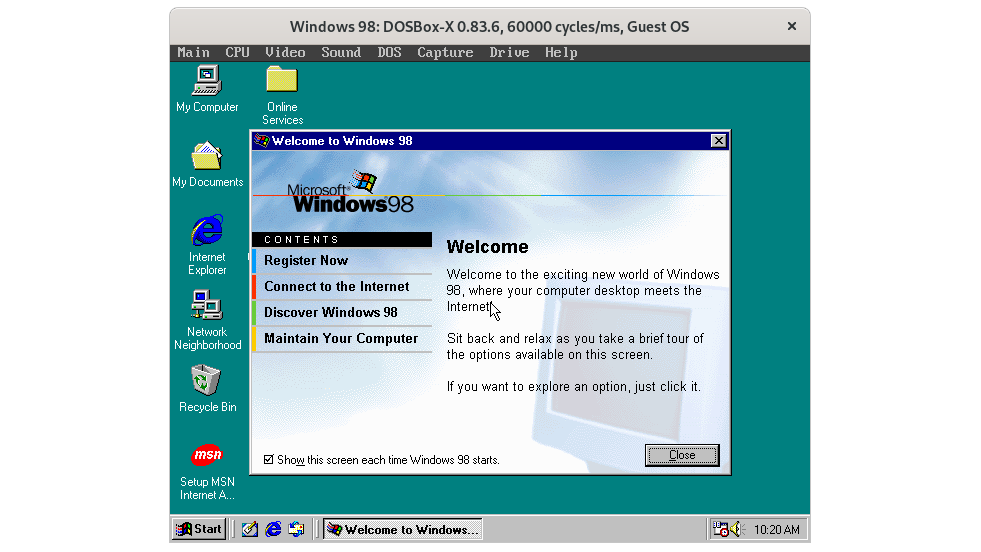 Windows 98: DOSBox-X 0.83.6, 60000 cycles/ms, Guest OS
Main CPU Video Sound DOS Capture Drive Help
My Computer
Online
Services
My Documents
Internet
Explorer
Network
Neighborhood
Recycle Bin
msn
Setup MSN
Internet A...
Welcome to Windows 98
Microsoft®
Windows 98
CONTENTS
Register Now
Connect to the Internet
Discover Windows 98
Maintain Your Computer
Welcome
Welcome to the exciting new world of Windows
98, where your computer desktop meets the
Internet.
Sit back and relax as you take a brief tour of
the options available on this screen.
If you want to explore an option, just click it.
Show this screen each time Windows 98 starts.
Close
Start
Welcome to Windows...
10:20 AM